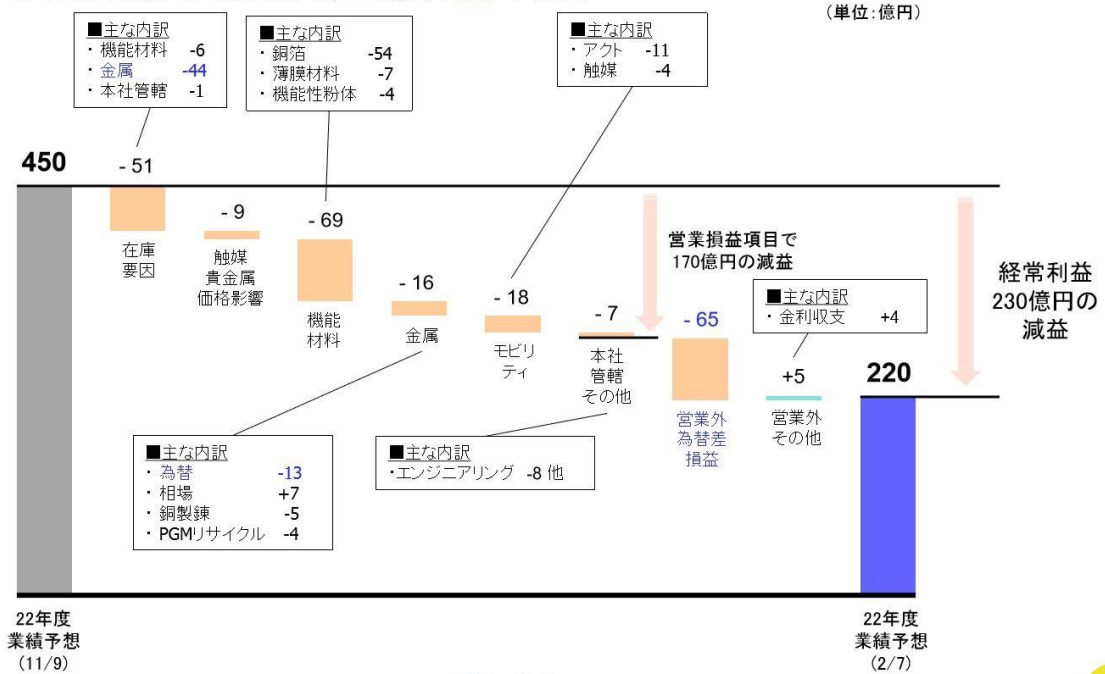 (単位:億円)
■主な内訳
・機能材料 -6
・金属 -44
・本社管轄 -1
■主な内訳
・銅箔 -54
・薄膜材料 -7
・機能性粉体 -4
■主な内訳
・アクト -11
・触媒 -4
450
- 51
- 9
- 69
- 16
- 18
- 7
- 65
+5
220
在庫
要因
触媒
貴金属
価格影響
機能
材料
金属
モビリ
ティ
本社
管轄
その他
営業外
為替差
損益
営業外
その他
営業損益項目で
170億円の減益
■主な内訳
・金利収支 +4
経常利益
230億円の
減益
■主な内訳
・為替 -13
・相場 +7
・銅製錬 -5
・PGMリサイクル -4
■主な内訳
・エンジニアリング -8 他
22年度
業績予想
(11/9)
22年度
業績予想
(2/7)